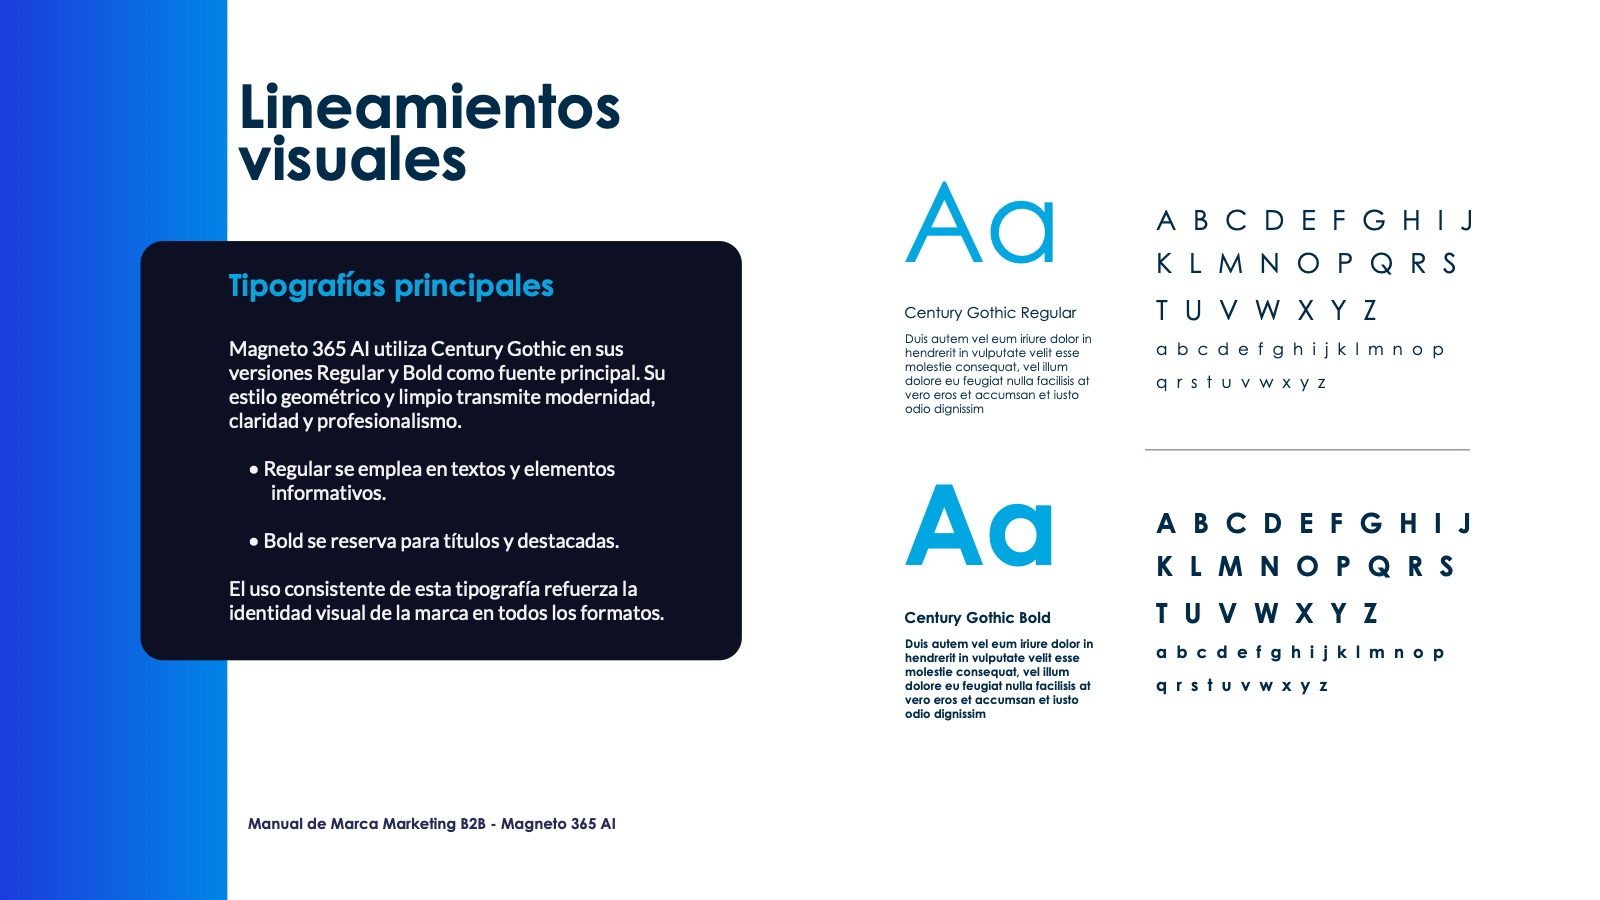 Lineamientos
visuales
Tipografías principales
Magneto 365 AI utiliza Century Gothic en sus
versiones Regular y Bold como fuente principal. Su
estilo geométrico y limpio transmite modernidad,
claridad y profesionalismo.
• Regular se emplea en textos y elementos
informativos.
• Bold se reserva para títulos y destacadas.
El uso consistente de esta tipografía refuerza la
identidad visual de la marca en todos los formatos.
Aa
Century Gothic Regular
Duis autem vel eum iriure dolor in
hendrerit in vulputate velit esse
molestie consequat, vel illum
dolore eu feugiat nulla facilisis at
vero eros et accumsan et iusto
odio dignissim
A B C D E F G H I J
K L M N O P Q R S
T U V W X Y Z
a b c d e f g h i j k l m n o p
q r s t u v w x y z
Aa
Century Gothic Bold
Duis autem vel eum iriure dolor in
hendrerit in vulputate velit esse
molestie consequat, vel illum
dolore eu feugiat nulla facilisis at
vero eros et accumsan et iusto
odio dignissim
A B C D E F G H I J
K L M N O P Q R S
T U V W X Y Z
a b c d e f g h i j k l m n o p
q r s t u v w x y z
Manual de Marca Marketing B2B - Magneto 365 AI